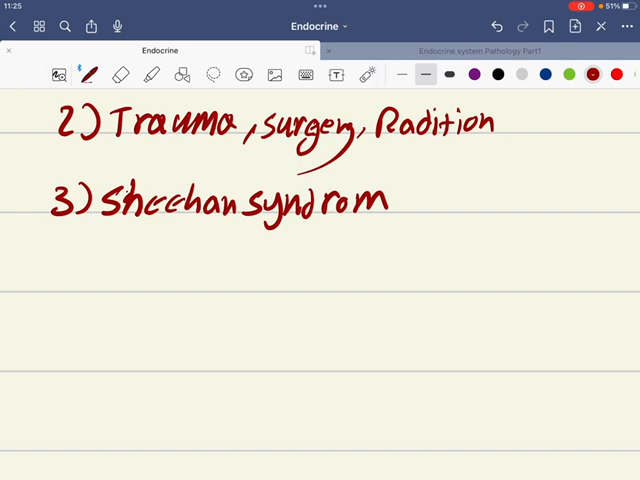 11:25
51%
Endocrine
Endocrine
Endocrine system Pathology Part1
2) Trauma, surgery, Radition
3) Sheehan syndrom